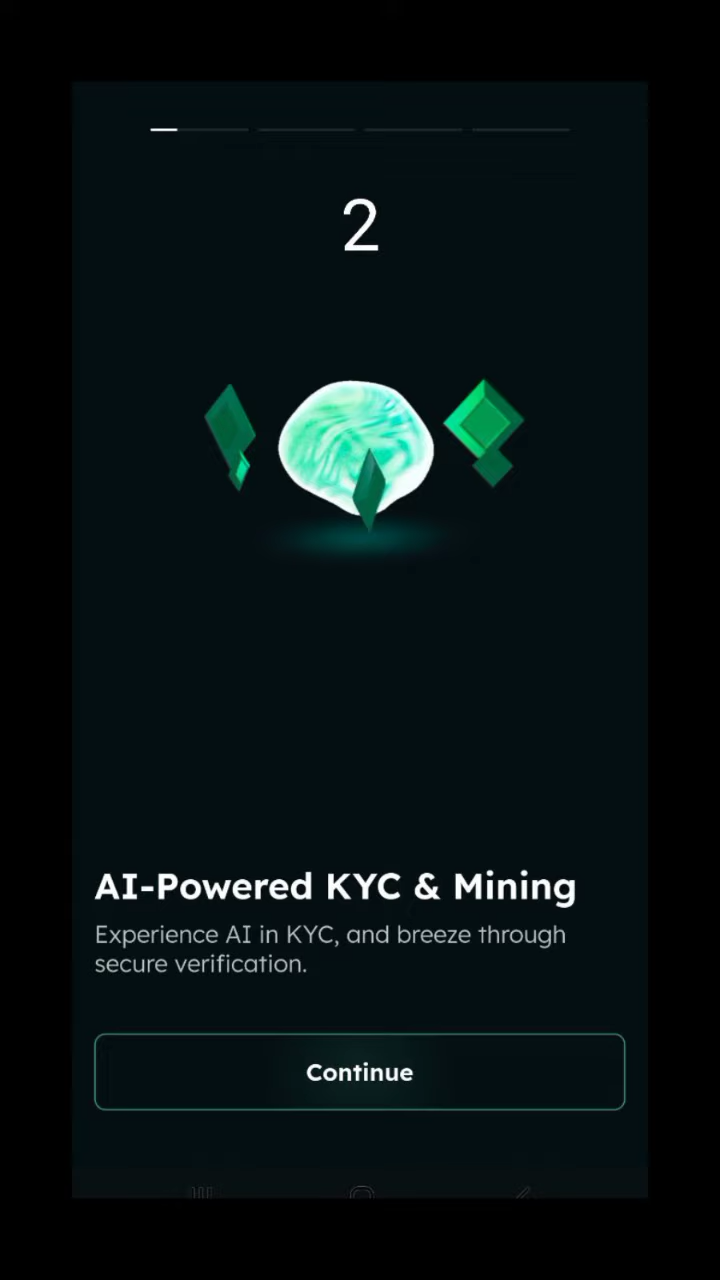 2
AI-Powered KYC & Mining
Experience AI in KYC, and breeze through
secure verification.
Continue